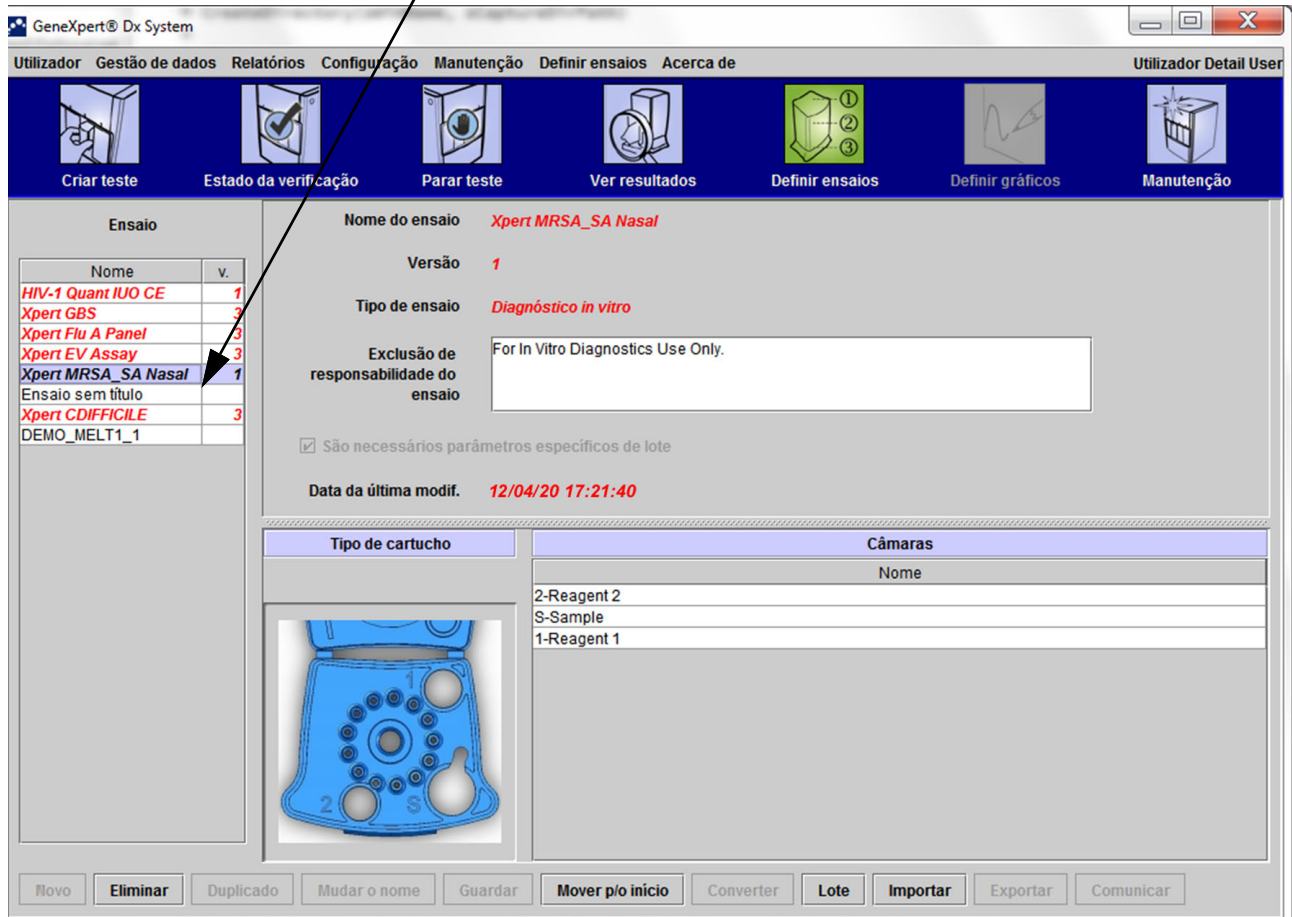 GeneXpert® Dx System
Utilizador Gestão de dados Relatórios Configuração Manutenção Definir ensaios Acerca de Utilizador Detail User
Criar teste Estado da verificação Parar teste Ver resultados Definir ensaios Definir gráficos Manutenção
Ensaio
Nome v.
HIV-1 Quant IUO CE 1
Xpert GBS 3
Xpert Flu A Panel 3
Xpert EV Assay 3
Xpert MRSA_SA Nasal 1
Ensaio sem título
Xpert CDIFFICILE 3
DEMO_MELT1_1
Nome do ensaio Xpert MRSA_SA Nasal
Versão 1
Tipo de ensaio Diagnóstico in vitro
Exclusão de
responsabilidade do
ensaio
For In Vitro Diagnostics Use Only.
São necessários parâmetros específicos de lote
Data da última modif. 12/04/20 17:21:40
Tipo de cartucho
1
2 S
Câmaras
Nome
2-Reagent 2
S-Sample
1-Reagent 1
Novo Eliminar Duplicado Mudar o nome Guardar Mover p/o início Converter Lote Importar Exportar Comunicar